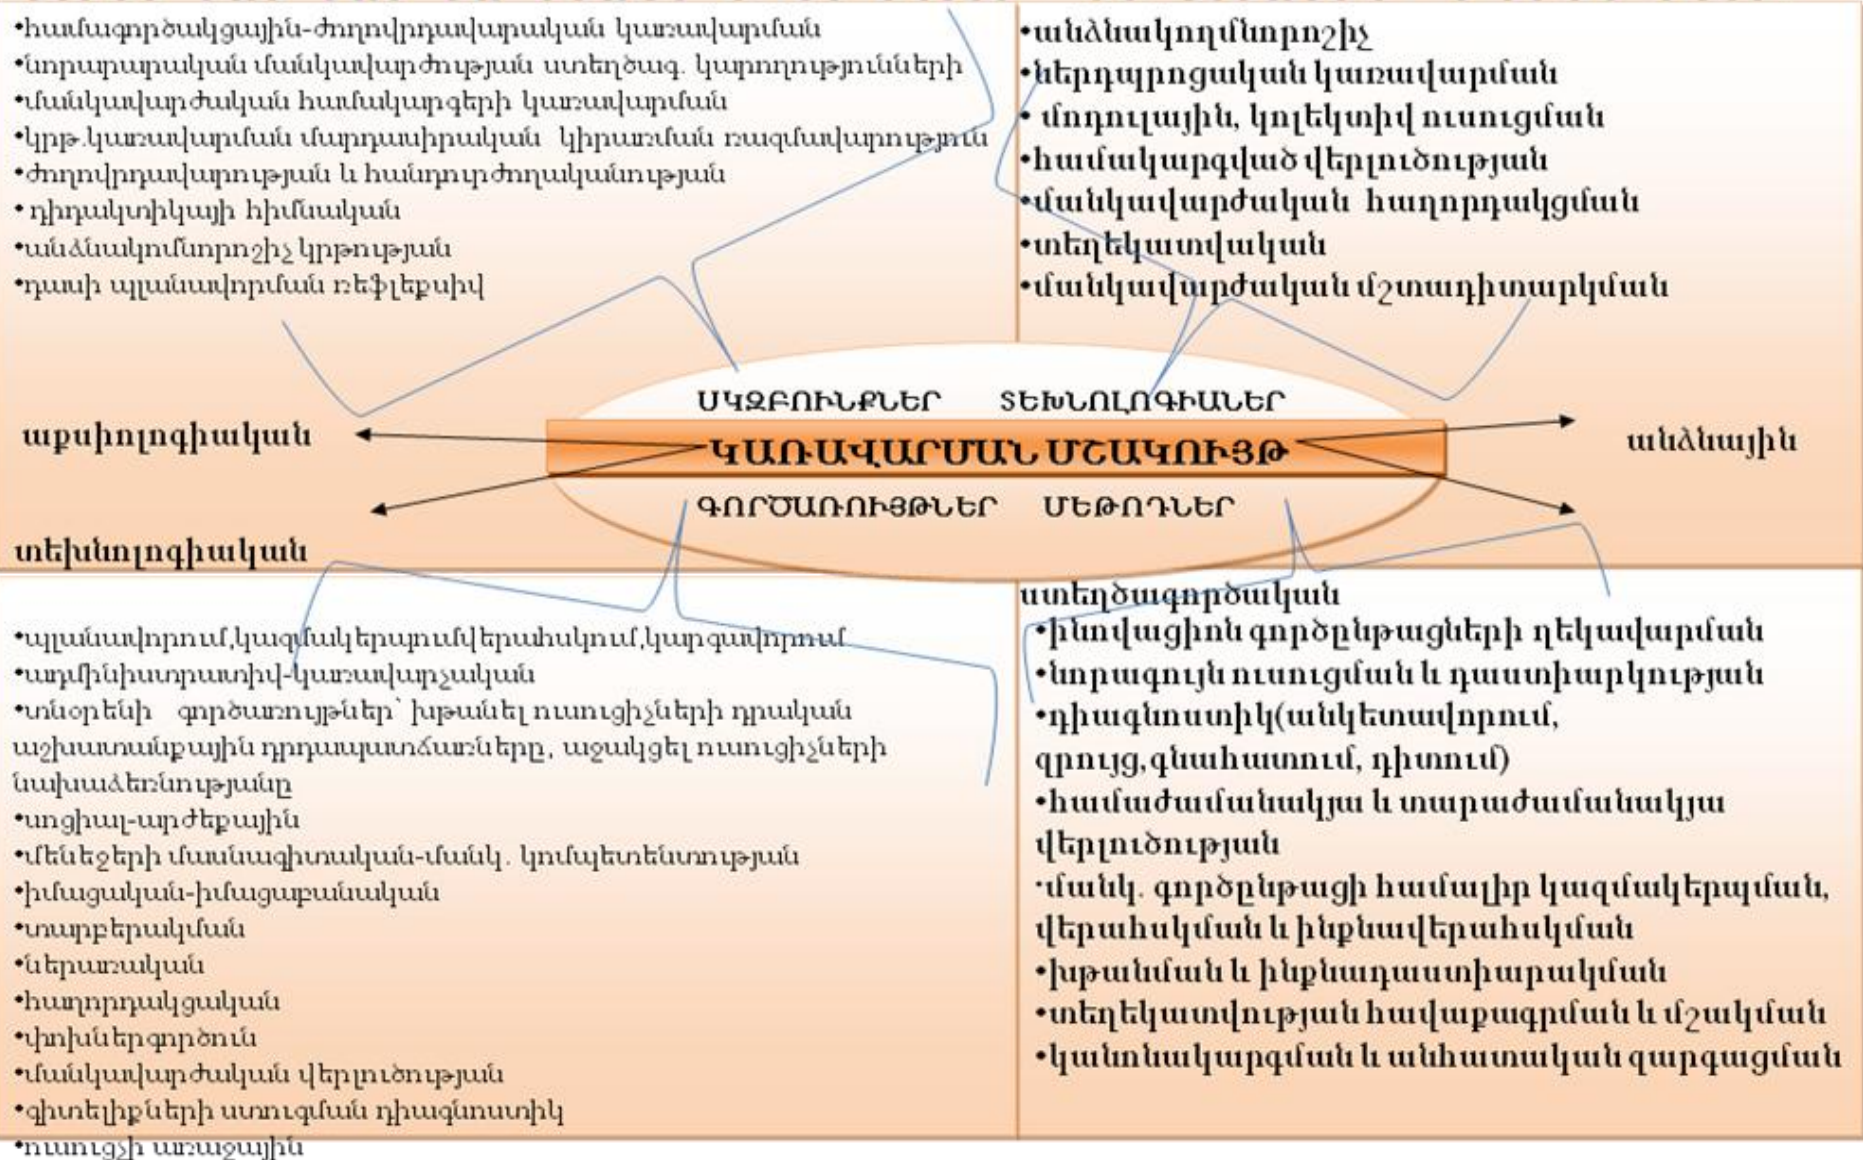 •համագործակցային-ժողովրդավարական կառավարման
•նորարարական մանկավարժության ստեղծագ. կարողությունների
•մանկավարժական համակարգերի կառավարման
•կրթ.կառավարման մարդասիրական կիրառման ռազմավարություն
•ժողովրդավարության և հանդուրժողականության
• դիդակտիկայի հիմնական
•անձնակոմնորոշիչ կրթության
•դասի պլանավորման ռեֆլեքսիվ
•անձնակողմնորոշիչ
•ներդպրոցական կառավարման
• մոդուլային, կոլեկտիվ ուսուցման
•համակարգված վերլուծության
•մանկավարժական հաղորդակցման
•տեղեկատվական
•մանկավարժական մշտադիտարկման
ՍԿԶԲՈՒՆՔՆԵՐ ՏԵԽՆՈԼՈԳԻԱՆԵՐ
աքսիոլոգիական
ԿԱՌԱՎԱՐՄԱՆ ՄՇԱԿՈՒՅԹ
անձնային
ԳՈՐԾԱՌՈՒՅԹՆԵՐ ՄԵԹՈԴՆԵՐ
տեխնոլոգիական
•պլանավորում,կազմակերպումվերահսկում,կարգավորում
•ադմինիստրատիվ-կառավարչական
•տնօրենի գործառույթներ՝ խթանել ուսուցիչների դրական
աշխատանքային դրդապատճառները, աջակցել ուսուցիչների
նախաձեռնությանը
•սոցիալ-արժեքային
•մենեջերի մասնագիտական-մանկ. կոմպետենտության
•իմացական-իմացաբանական
•տարբերակման
•ներառական
•հաղորդակցական
•փոխներգործուն
•մանկավարժական վերլուծության
•գիտելիքների ստուգման դիագնոստիկ
•ուսուցչի առաջային
ստեղծագործական
•ինովացիոն գործընթացների ղեկավարման
•նորագույն ուսուցման և դաստիարկության
•դիագնոստիկ(անկետավորում,
զրույց,գնահատում, դիտում)
•համաժամանակյա և տարաժամանակյա
վերլուծության
•մանկ. գործընթացի համալիր կազմակերպման,
վերահսկման և ինքնավերահսկման
•խթանման և ինքնադաստիարակման
•տեղեկատվության հավաքագրման և մշակման
•կանոնակարգման և անհատական զարգացման